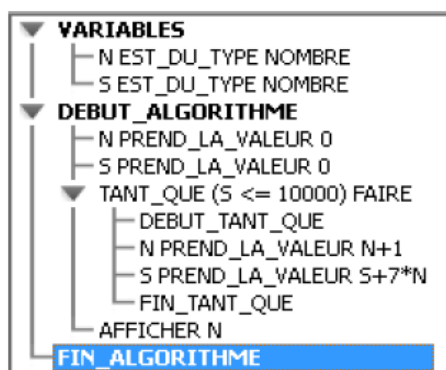 VARIABLES
N EST_DU_TYPE NOMBRE
S EST_DU_TYPE NOMBRE
DEBUT_ALGORITHME
N PREND_LA_VALEUR 0
S PREND_LA_VALEUR 0
TANT_QUE (S <= 10000) FAIRE
DEBUT_TANT_QUE
N PREND_LA_VALEUR N+1
S PREND_LA_VALEUR S+7*N
FIN_TANT_QUE
AFFICHER N
FIN_ALGORITHME